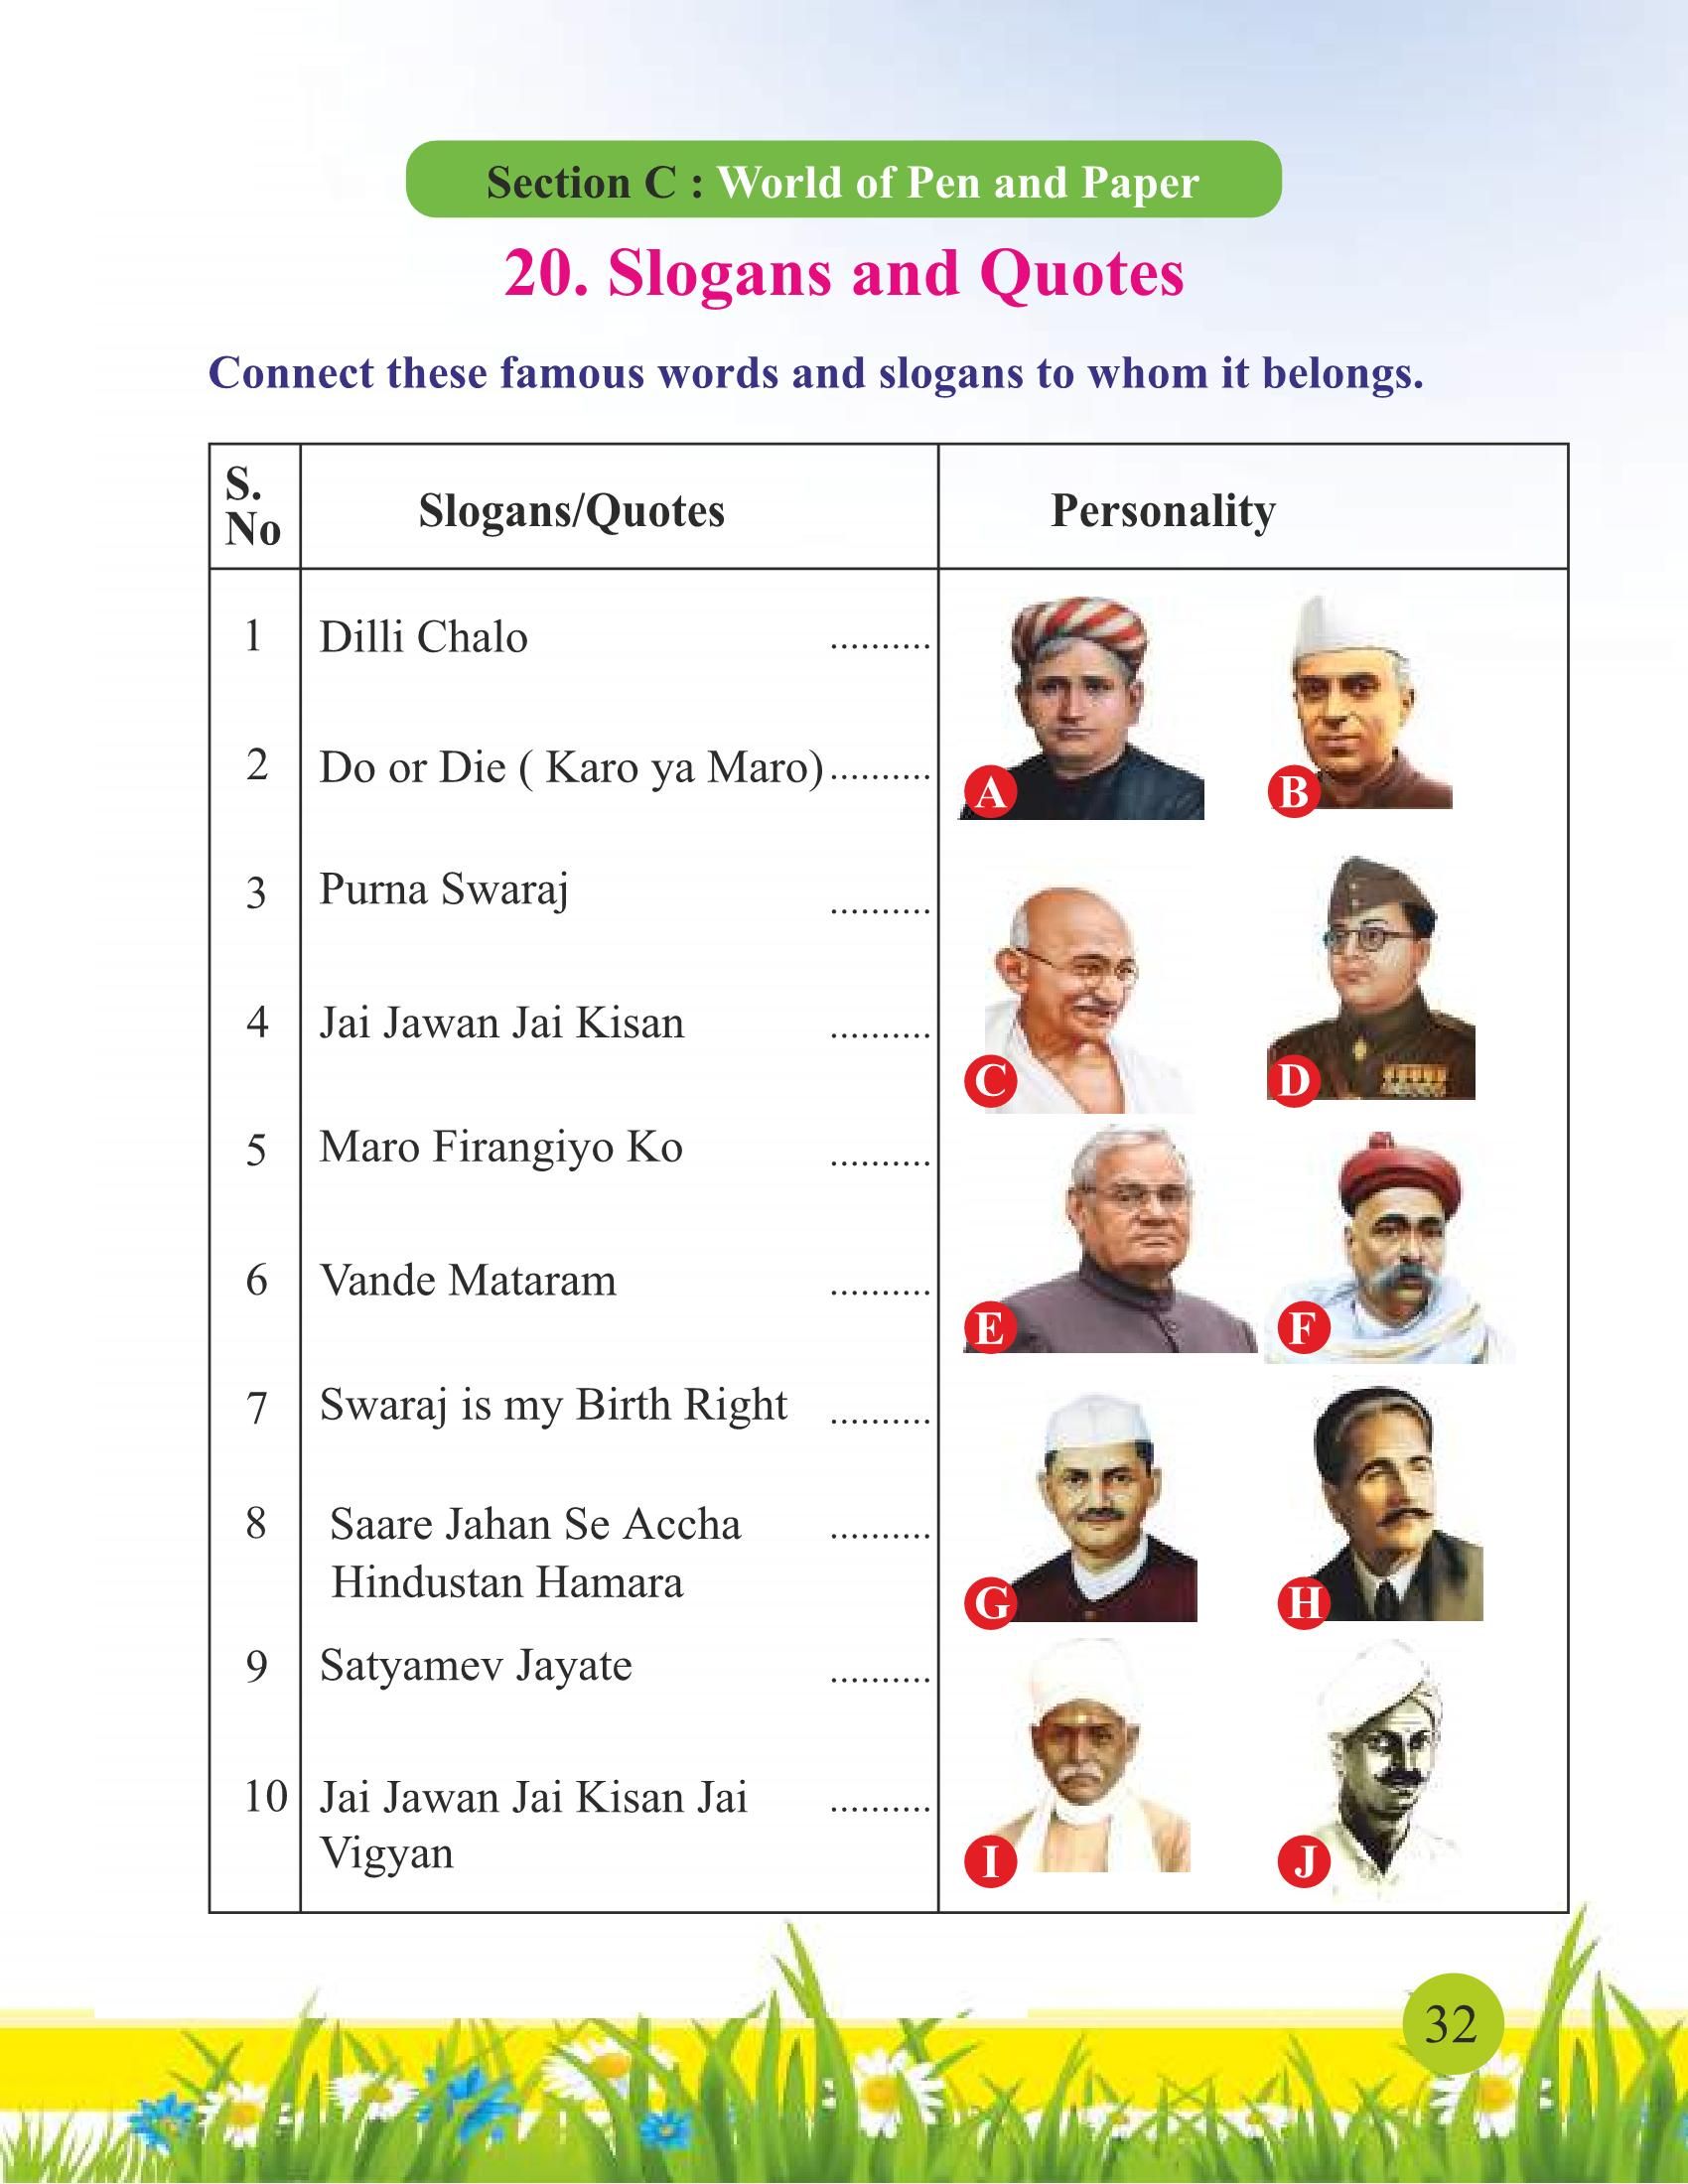 Section C : World of Pen and Paper
20. Slogans and Quotes
Connect these famous words and slogans to whom it belongs.
S. No
Slogans/Quotes
Personality
1 Dilli Chalo ..........
2 Do or Die ( Karo ya Maro)..........
3 Purna Swaraj ..........
4 Jai Jawan Jai Kisan ..........
5 Maro Firangiyo Ko ..........
6 Vande Mataram ..........
7 Swaraj is my Birth Right ..........
8 Saare Jahan Se Accha ..........
Hindustan Hamara
9 Satyamev Jayate ..........
10 Jai Jawan Jai Kisan Jai ..........
Vigyan
A B
C D
E F
G H
I J
32